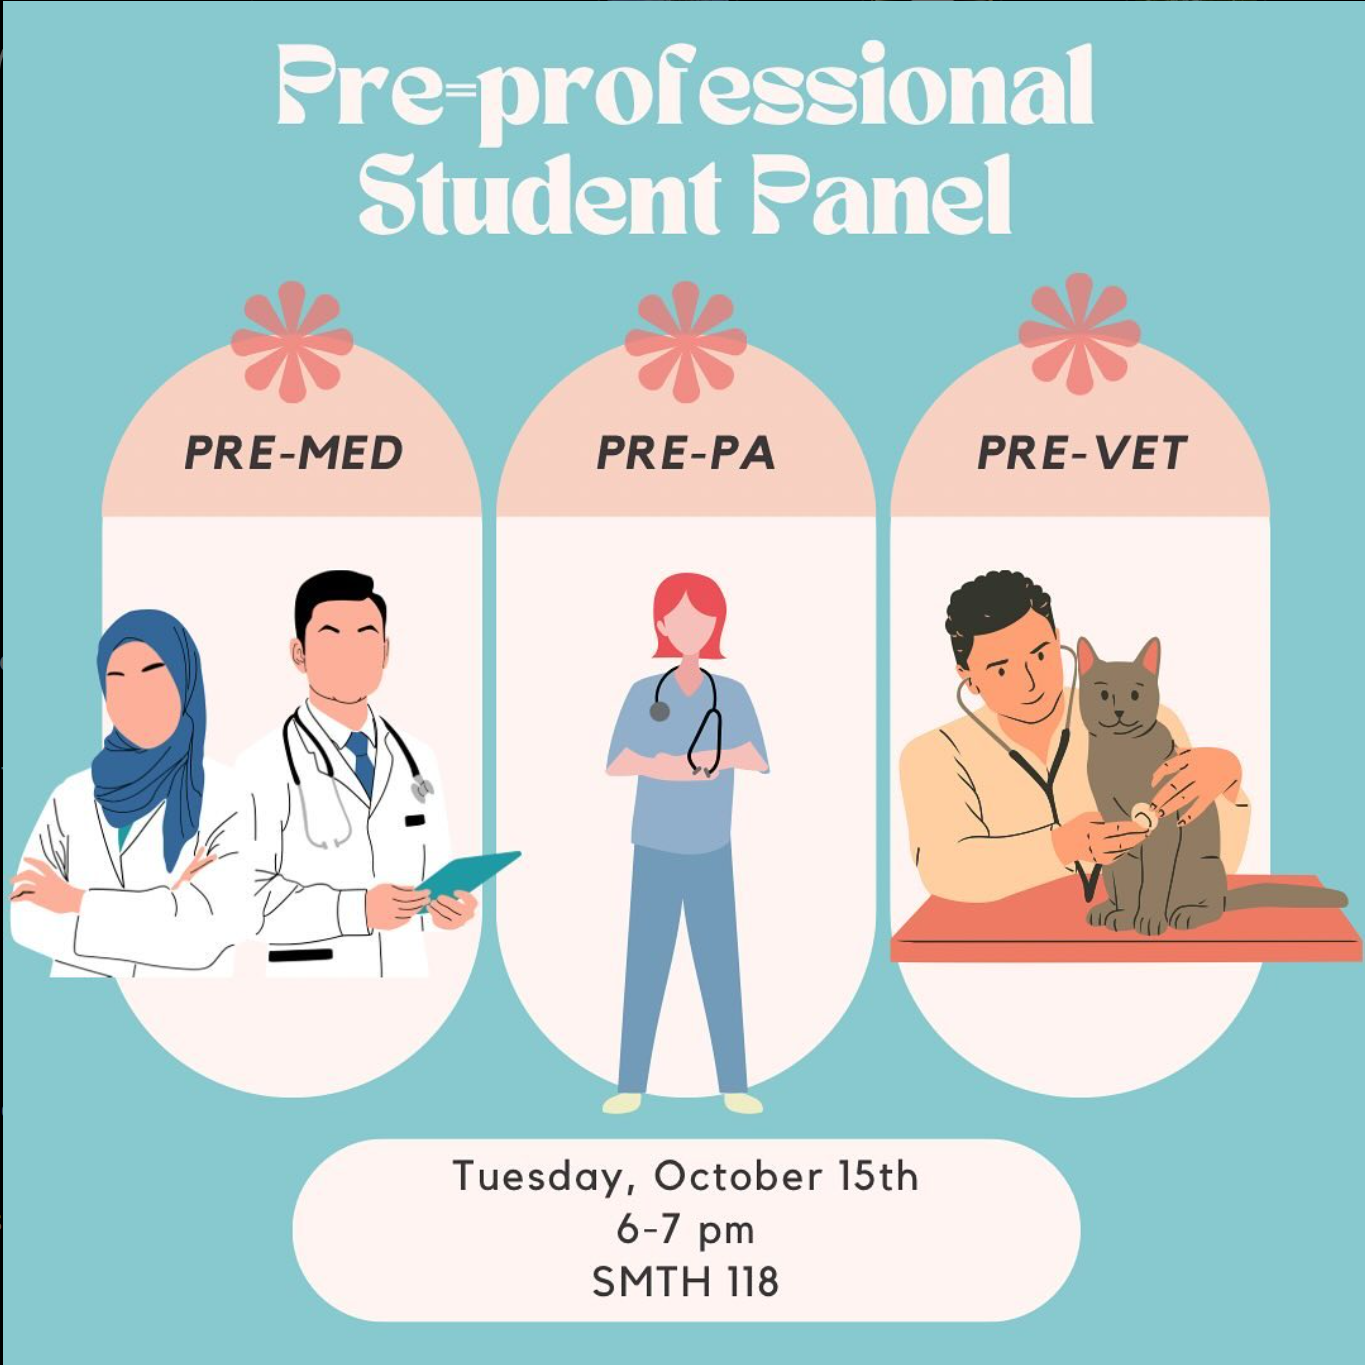 Pre-professional
Student Panel
PRE-MED
PRE-PA
PRE-VET
Tuesday, October 15th
6-7 pm
SMTH 118